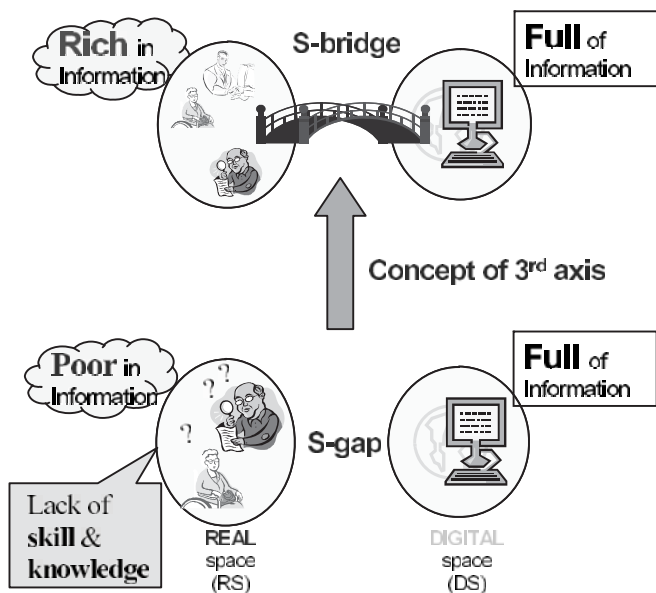 Rich in
Information
S-bridge
Full of
Information
Concept of 3rd axis
Poor in
Information
Full of
Information
? ?
?
S-gap
Lack of
skill &
knowledge
REAL
space
(RS)
DIGITAL
space
(DS)